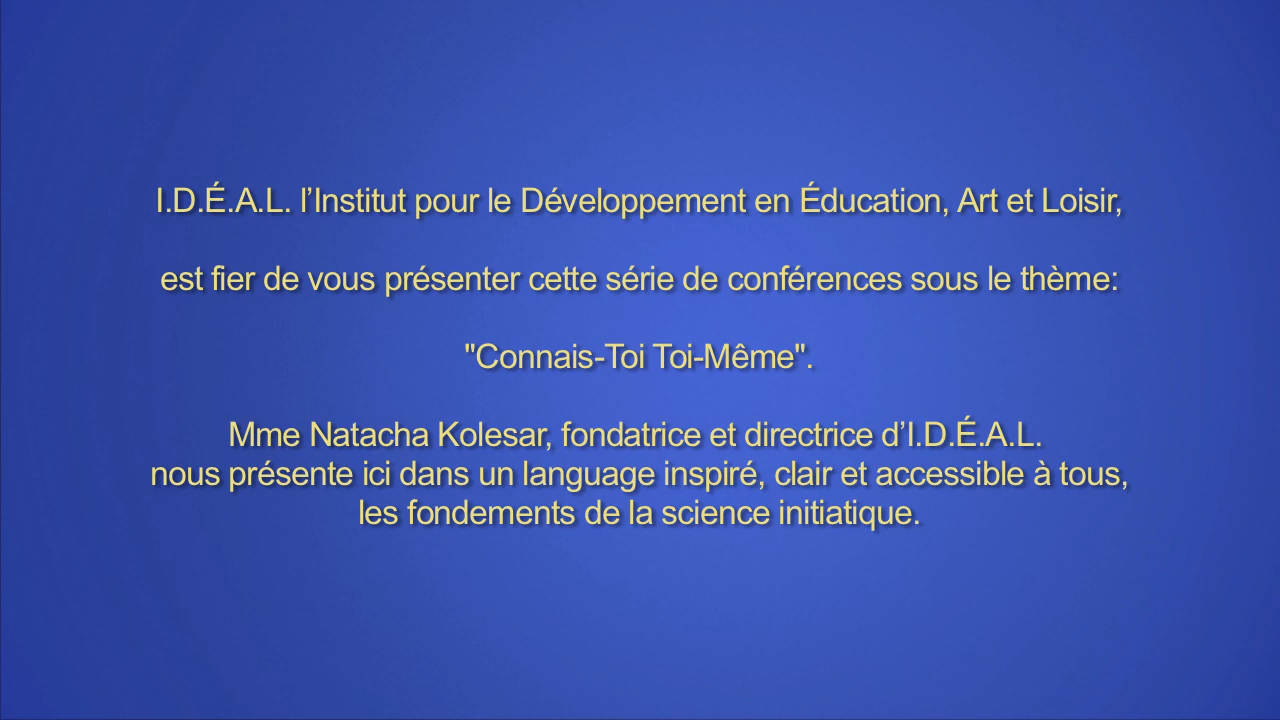 I.D.É.A.L. l’Institut pour le Développement en Éducation, Art et Loisir,
est fier de vous présenter cette série de conférences sous le thème:
"Connais-Toi Toi-Même".
Mme Natacha Kolesar, fondatrice et directrice d’I.D.É.A.L.
nous présente ici dans un language inspiré, clair et accessible à tous,
les fondements de la science initiatique.